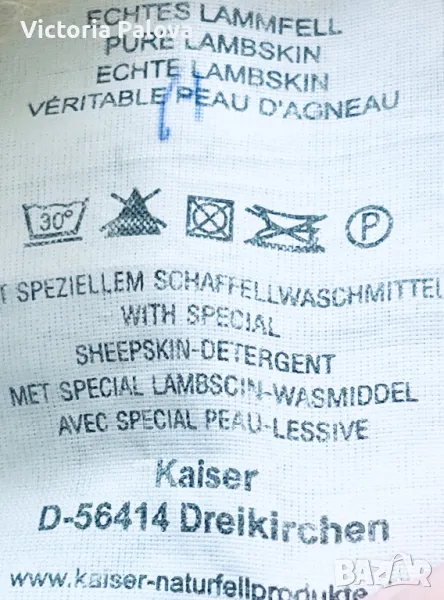 Victoria Palova
ECHTES LAMMFELL
PURE LAMBSKIN
ECHTE LAMBSKIN
VÉRITABLE PEAU D'AGNEAU
30°
P
T SPEZIELLEM SCHAFFELLWASCHMITTEL
WITH SPECIAL
SHEEPSKIN-DETERGENT
MET SPECIAL LAMBSCIN-WASMIDDEL
AVEC SPECIAL PEAU-LESSIVE
Kaiser
D-56414 Dreikirchen
www.kaiser-naturfellprodukte
BAZAR